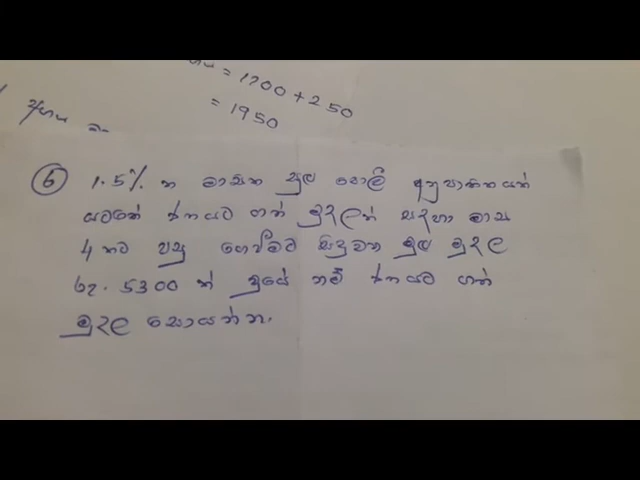 = 1700 + 250
= 1950
අගය
⑥ 1.5% ක මාසික සුළු පොලී අනුපාතිකයක්
යටතේ ණයට ගත් මුදලක් සඳහා මාස
4 කට පසු ගෙවීමට සිදුවන මුළු මුදල
රු. 5300 ක් වූයේ නම් ණයට ගත්
මුදල සොයන්න.